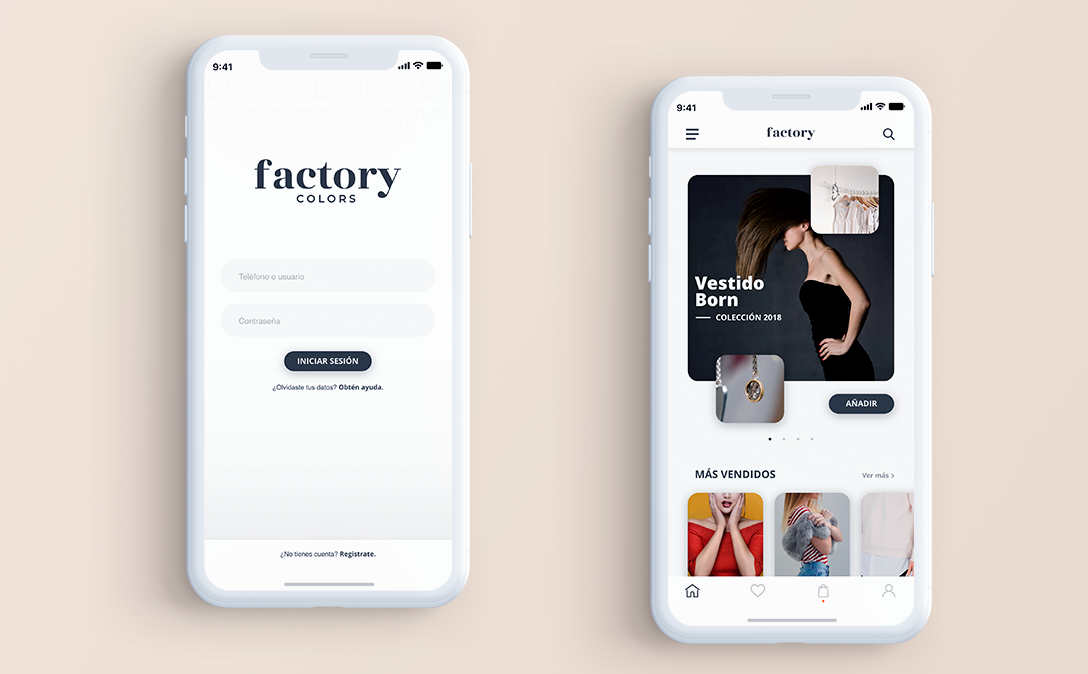 9:41
factory
COLORS
Teléfono o usuario
Contraseña
INICIAR SESIÓN
¿Olvidaste tus datos? Obtén ayuda.
¿No tienes cuenta? Registrate.
9:41
factory
Vestido
Born
COLECCIÓN 2018
AÑADIR
MÁS VENDIDOS
Ver más >